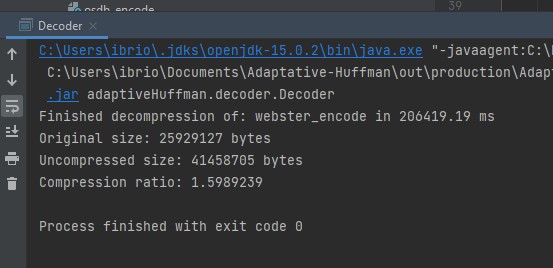 osdb_encode
39
Decoder
C:\Users\ibrio\.jdks\openjdk-15.0.2\bin\java.exe "-javaagent:C:\
C:\Users\ibrio\Documents\Adaptative-Huffman\out\production\Adap
.jar adaptiveHuffman.decoder.Decoder
Finished decompression of: webster_encode in 206419.19 ms
Original size: 25929127 bytes
Uncompressed size: 41458705 bytes
Compression ratio: 1.5989239
Process finished with exit code 0